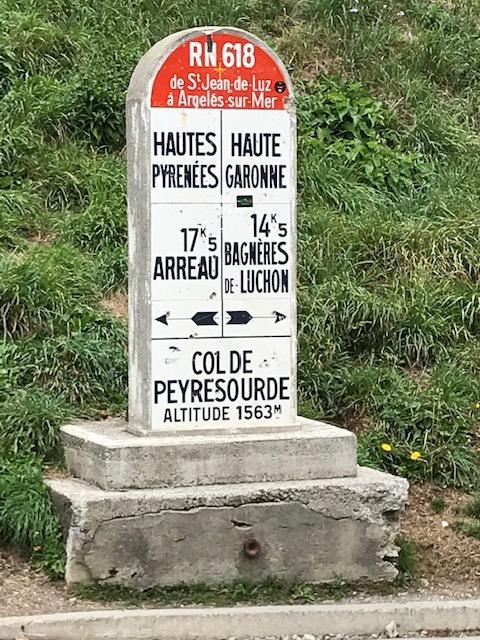 RN 618
de St Jean-de-Luz
à Argelès-sur-Mer
HAUTES
PYRENÉES
HAUTE
GARONNE
17K5
ARREAU
14K5
BAGNÈRES
DE-LUCHON
COL DE
PEYRESOURDE
ALTITUDE 1563M